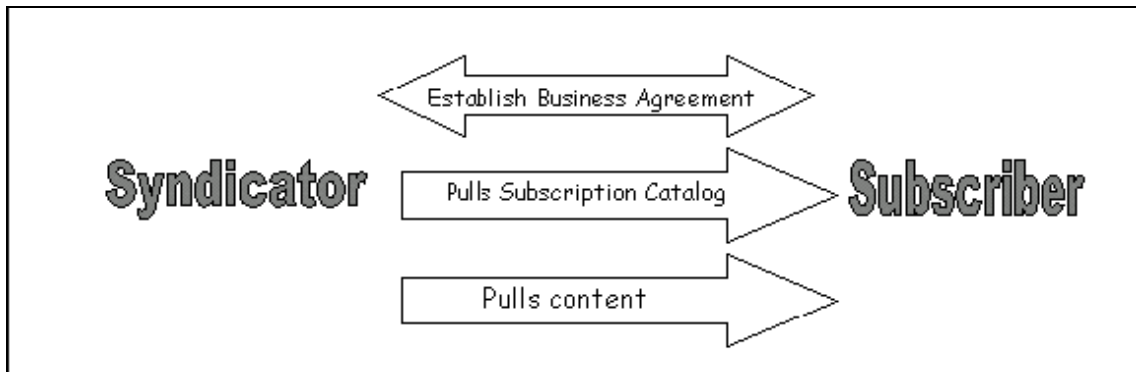 Establish Business Agreement
Syndicator
Pulls Subscription Catalog
Subscriber
Pulls content